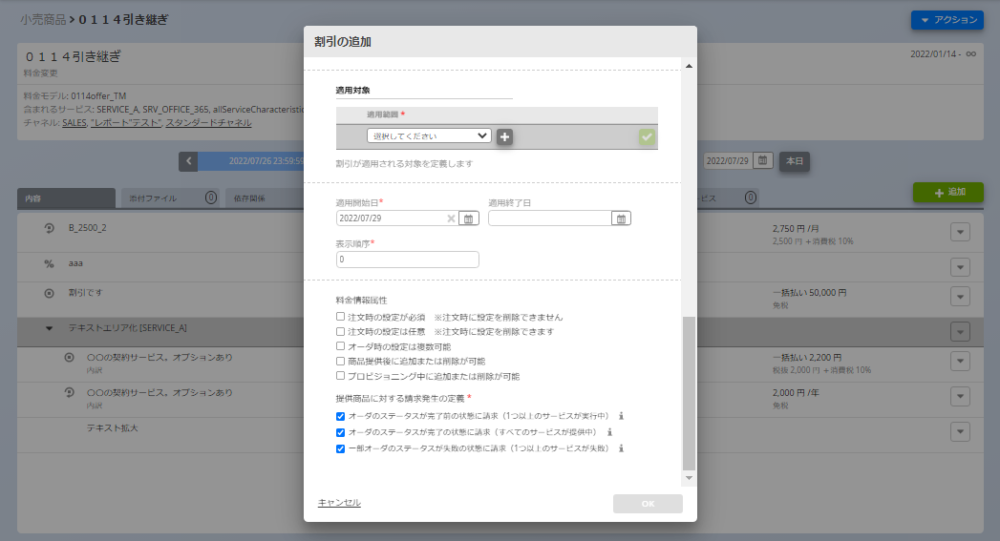 小売商品 > ０１１４引き継ぎ
アクション
０１１４引き継ぎ
2022/01/14 - ∞
料金変更
料金モデル: 0114offer_TM
含まれるサービス: SERVICE_A, SRV_OFFICE_365, allServiceCharacteristic
チャネル: SALES, "レポート"テスト", スタンダードチャネル
2022/07/26 23:59:59
2022/07/29
本日
内容
添付ファイル 0
依存関係
ービス 0
追加
B_2500_2
2,750 円 /月
2,500 円 +消費税 10%
aaa
割引です
一括払い 50,000 円
免税
テキストエリア化 [SERVICE_A]
〇〇の契約サービス。オプションあり
内訳
一括払い 2,200 円
税抜 2,000 円 +消費税 10%
〇〇の契約サービス。オプションあり
内訳
2,000 円 /年
免税
テキスト拡大
割引の追加
適用対象
適用範囲 *
選択してください
割引が適用される対象を定義します
適用開始日*
適用終了日
2022/07/29
表示順序*
0
料金情報属性
注文時の設定が必須　※注文時に設定を削除できません
注文時の設定は任意　※注文時に設定を削除できます
オーダ時の設定は複数可能
商品提供後に追加または削除が可能
プロビジョニング中に追加または削除が可能
提供商品に対する請求発生の定義 *
オーダのステータスが完了前の状態に請求（1つ以上のサービスが実行中）
オーダのステータスが完了の状態に請求（すべてのサービスが提供中）
一部オーダのステータスが失敗の状態に請求（1つ以上のサービスが失敗）
キャンセル
OK